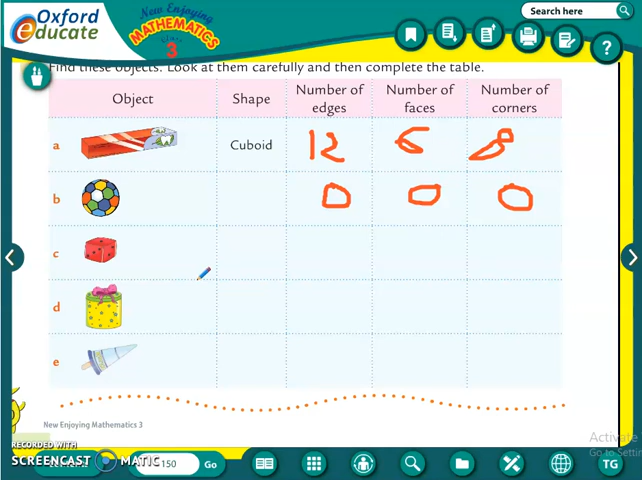 Oxford
educate
New Enjoying
MATHEMATICS
Class
3
Search here
?
Find these objects. Look at them carefully and then complete the table.
Object Shape Number of edges Number of faces Number of corners
a Cuboid 12 6 8
b 0 0 0
c
d
e
New Enjoying Mathematics 3
Activate
Go to Settin
RECORDED WITH
SCREENCAST MATIC
150 Go TG